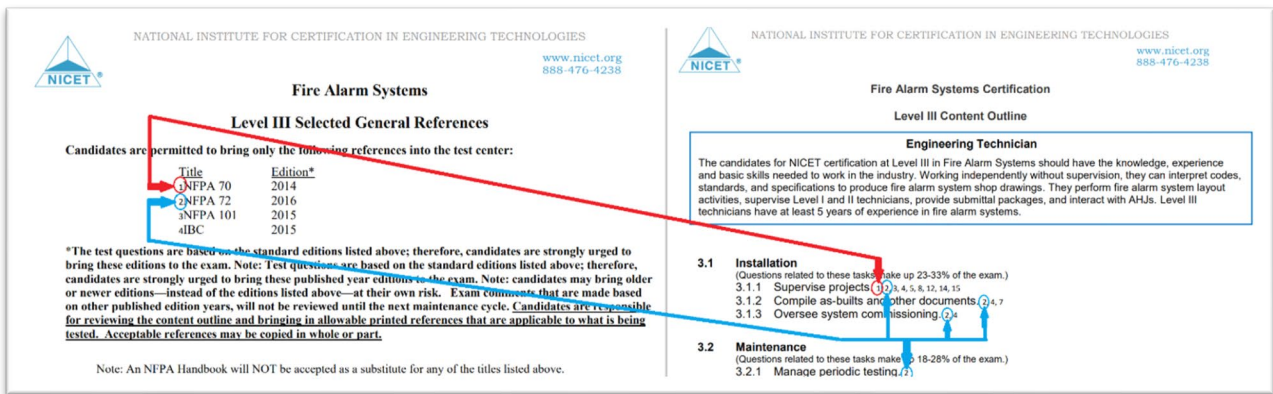 NICET®
NATIONAL INSTITUTE FOR CERTIFICATION IN ENGINEERING TECHNOLOGIES
www.nicet.org
888-476-4238
Fire Alarm Systems
Level III Selected General References
Candidates are permitted to bring only the following references into the test center:
Title Edition*
1NFPA 70 2014
2NFPA 72 2016
3NFPA 101 2015
4IBC 2015
*The test questions are based on the standard editions listed above; therefore, candidates are strongly urged to
bring these editions to the exam. Note: Test questions are based on the standard editions listed above; therefore,
candidates are strongly urged to bring these published year editions to the exam. Note: candidates may bring older
or newer editions—instead of the editions listed above—at their own risk. Exam comments that are made based
on other published edition years, will not be reviewed until the next maintenance cycle. Candidates are responsible
for reviewing the content outline and bringing in allowable printed references that are applicable to what is being
tested. Acceptable references may be copied in whole or part.
Note: An NFPA Handbook will NOT be accepted as a substitute for any of the titles listed above.
NICET®
NATIONAL INSTITUTE FOR CERTIFICATION IN ENGINEERING TECHNOLOGIES
www.nicet.org
888-476-4238
Fire Alarm Systems Certification
Level III Content Outline
Engineering Technician
The candidates for NICET certification at Level III in Fire Alarm Systems should have the knowledge, experience
and basic skills needed to work in the industry. Working independently without supervision, they can interpret codes,
standards, and specifications to produce fire alarm system shop drawings. They perform fire alarm system layout
activities, supervise Level I and II technicians, provide submittal packages, and interact with AHJs. Level III
technicians have at least 5 years of experience in fire alarm systems.
3.1 Installation
(Questions related to these tasks make up 23-33% of the exam.)
3.1.1 Supervise projects 1, 2, 3, 4, 5, 8, 12, 14, 15
3.1.2 Compile as-builts and other documents. 2, 4, 7
3.1.3 Oversee system commissioning. 2, 4
3.2 Maintenance
(Questions related to these tasks make up 18-28% of the exam.)
3.2.1 Manage periodic testing. 2